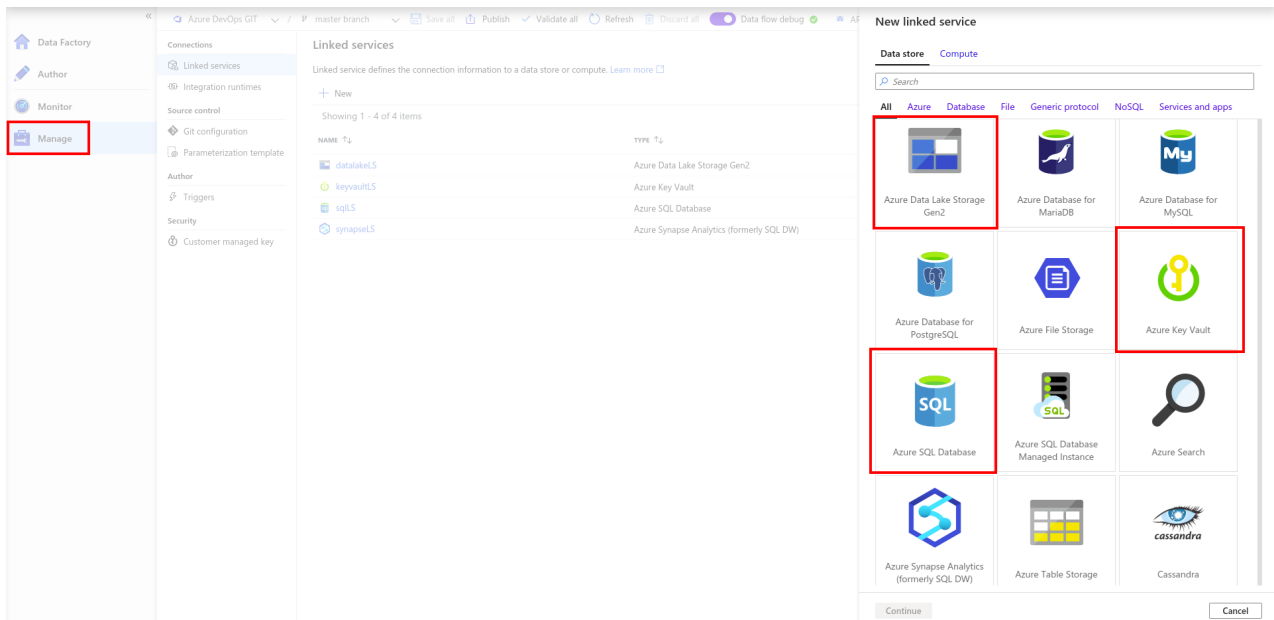 «
Data Factory
Author
Monitor
Manage
Azure DevOps GIT
/
master branch
Save all
Publish
Validate all
Refresh
Discard all
Data flow debug
Connections
Linked services
Integration runtimes
Source control
Git configuration
Parameterization template
Author
Triggers
Security
Customer managed key
Linked services
Linked service defines the connection information to a data store or compute. Learn more
+ New
Showing 1 - 4 of 4 items
NAME ↑↓ TYPE ↑↓
datalakeLS Azure Data Lake Storage Gen2
keyvaultLS Azure Key Vault
sqlLS Azure SQL Database
synapseLS Azure Synapse Analytics (formerly SQL DW)
New linked service
Data store Compute
Search
All Azure Database File Generic protocol NoSQL Services and apps
My
Azure Data Lake Storage
Gen2
Azure Database for
MariaDB
Azure Database for
MySQL
Azure Database for
PostgreSQL
Azure File Storage
Azure Key Vault
SQL
SQL
Azure SQL Database
Azure SQL Database
Managed Instance
Azure Search
cassandra
Azure Synapse Analytics
(formerly SQL DW)
Azure Table Storage
Cassandra
Continue Cancel